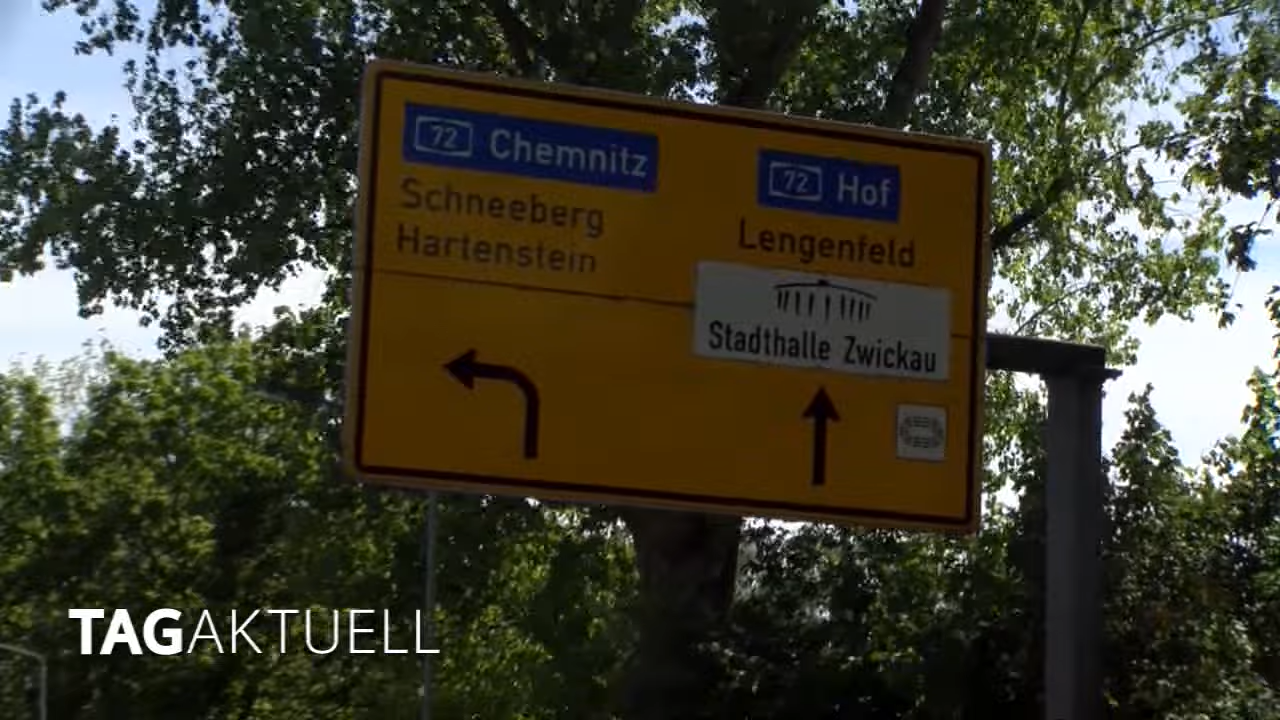 72 Chemnitz
Schneeberg
Hartenstein
72 Hof
Lengenfeld
Stadthalle Zwickau
TAGAKTUELL